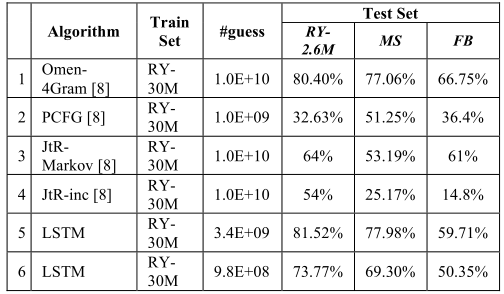 Algorithm Train Set #guess Test Set
RY-2.6M MS FB
1 Omen-4Gram [8] RY-30M 1.0E+10 80.40% 77.06% 66.75%
2 PCFG [8] RY-30M 1.0E+09 32.63% 51.25% 36.4%
3 JtR-Markov [8] RY-30M 1.0E+10 64% 53.19% 61%
4 JtR-inc [8] RY-30M 1.0E+10 54% 25.17% 14.8%
5 LSTM RY-30M 3.4E+09 81.52% 77.98% 59.71%
6 LSTM RY-30M 9.8E+08 73.77% 69.30% 50.35%